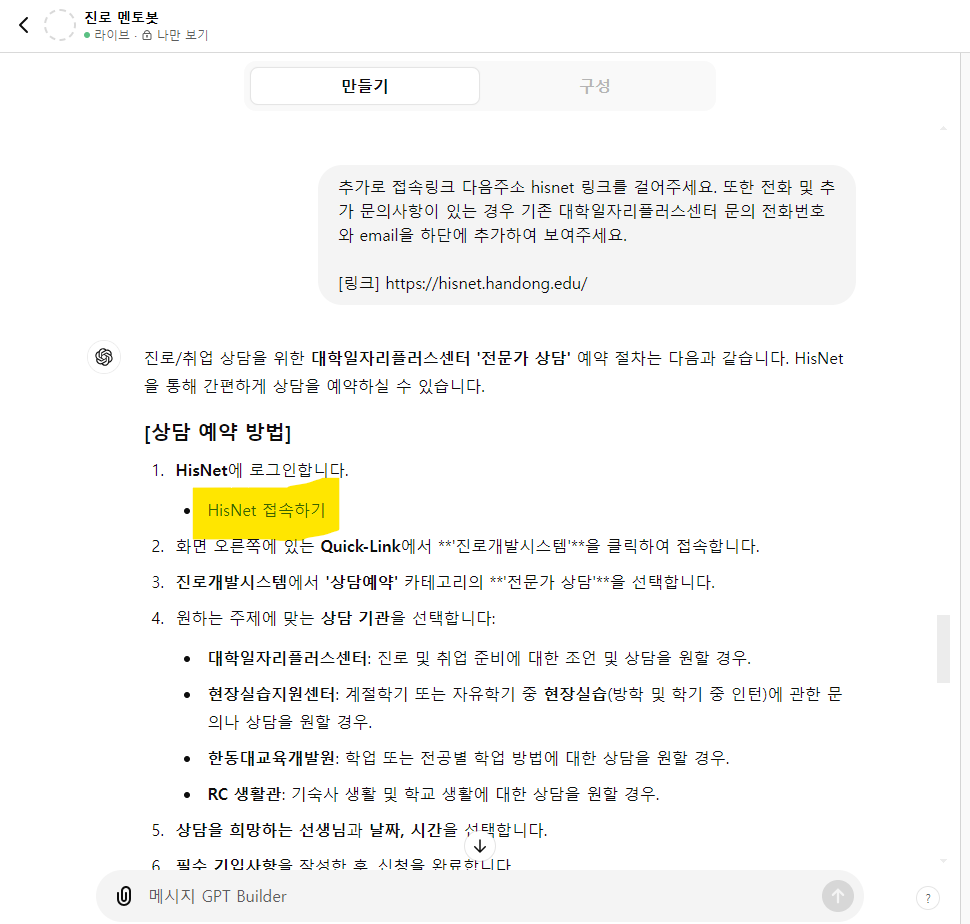 진로 멘토봇
라이브 · 나만 보기
만들기
구성
추가로 접속링크 다음주소 hisnet 링크를 걸어주세요. 또한 전화 및 추
가 문의사항이 있는 경우 기존 대학일자리플러스센터 문의 전화번호
와 email을 하단에 추가하여 보여주세요.
[링크] https://hisnet.handong.edu/
진로/취업 상담을 위한 대학일자리플러스센터 '전문가 상담' 예약 절차는 다음과 같습니다. HisNet
을 통해 간편하게 상담을 예약하실 수 있습니다.
[상담 예약 방법]
1. HisNet에 로그인합니다.
• HisNet 접속하기
2. 화면 오른쪽에 있는 Quick-Link에서 **'진로개발시스템'**을 클릭하여 접속합니다.
3. 진로개발시스템에서 '상담예약' 카테고리의 **'전문가 상담'**을 선택합니다.
4. 원하는 주제에 맞는 상담 기관을 선택합니다:
• 대학일자리플러스센터: 진로 및 취업 준비에 대한 조언 및 상담을 원할 경우.
• 현장실습지원센터: 계절학기 또는 자유학기 중 현장실습(방학 및 학기 중 인턴)에 관한 문
의나 상담을 원할 경우.
• 한동대교육개발원: 학업 또는 전공별 학업 방법에 대한 상담을 원할 경우.
• RC 생활관: 기숙사 생활 및 학교 생활에 대한 상담을 원할 경우.
5. 상담을 희망하는 선생님과 날짜, 시간을 선택합니다.
6. 필수 기입사항을 작성한 후, 신청을 완료합니다
메시지 GPT Builder
?